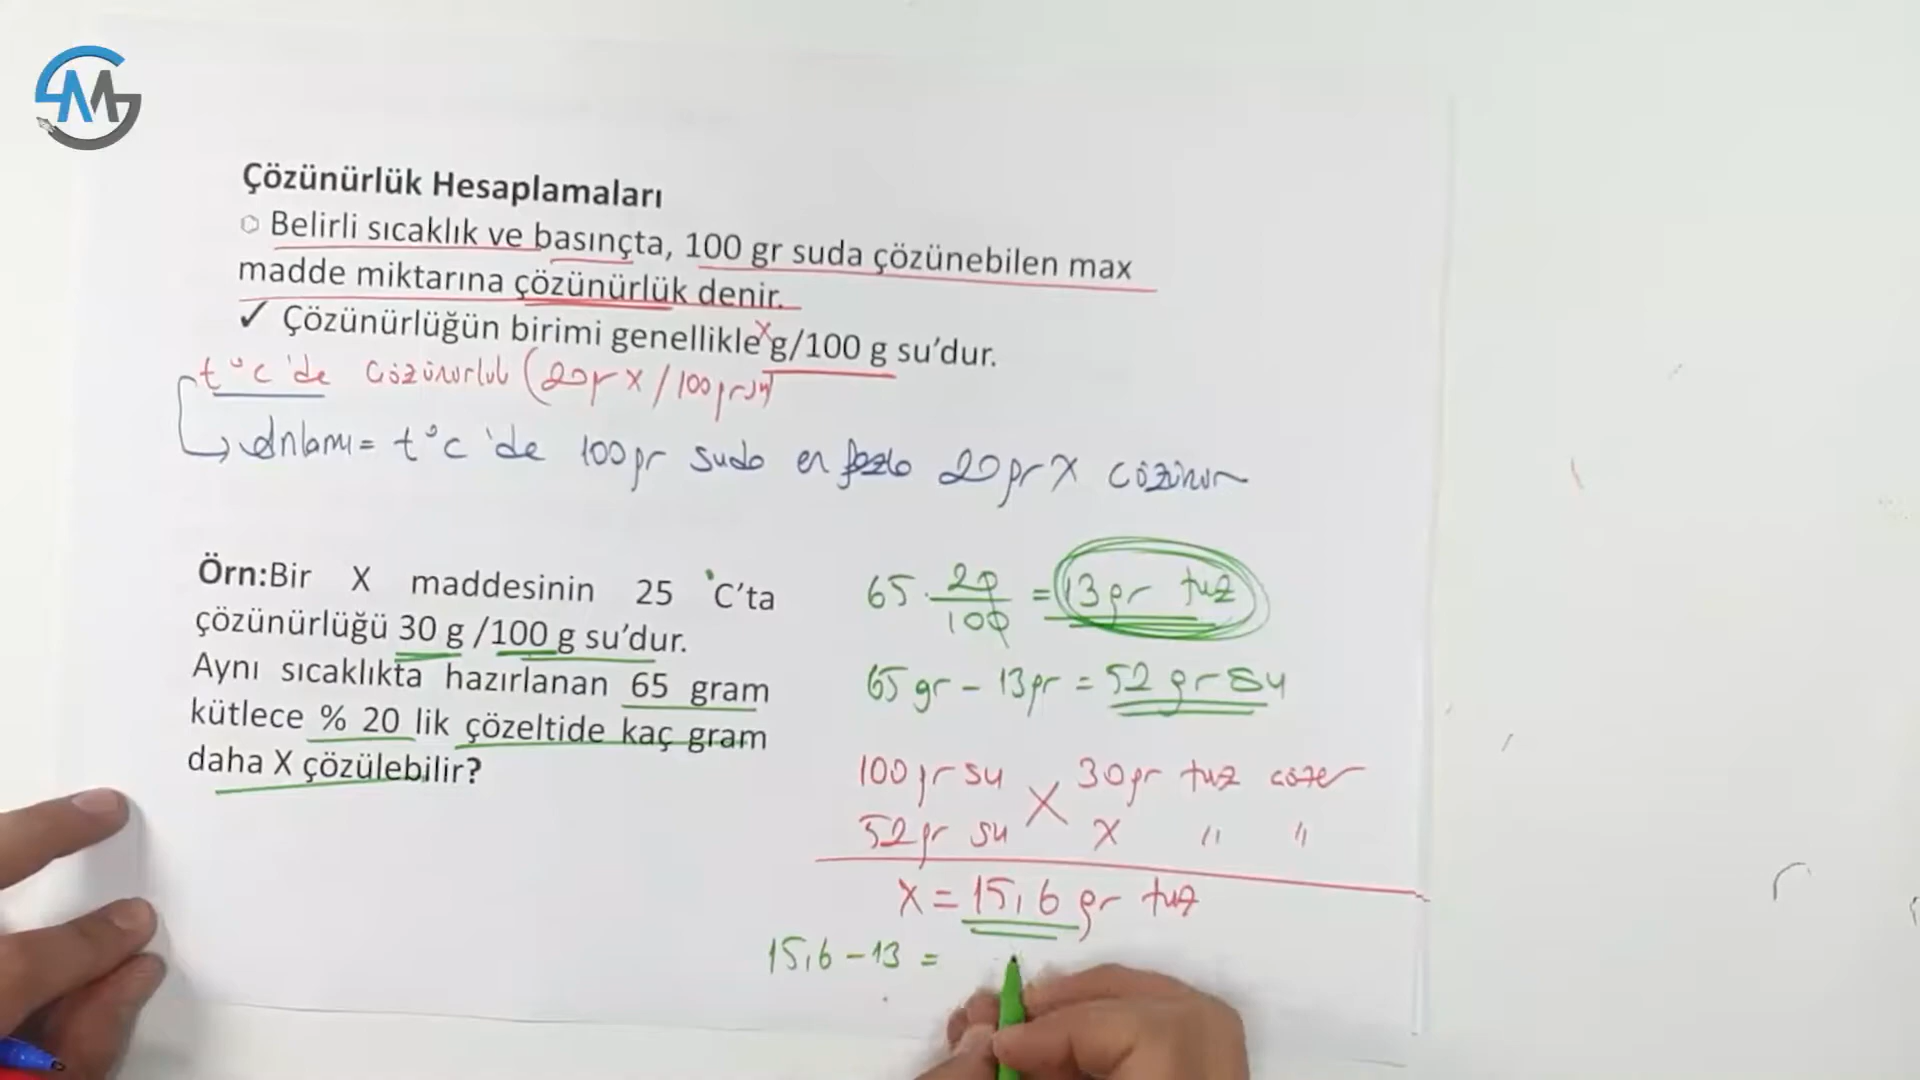 Çözünürlük Hesaplamaları
Belirli sıcaklık ve basınçta, 100 gr suda çözünebilen max
madde miktarına çözünürlük denir.
✓ Çözünürlüğün birimi genellikle x g/100 g su'dur.
t°c 'de Çözünürlük (20gr X / 100gr su)
Anlamı = t°c 'de 100gr suda en fazla 20gr X çözünür
Örn:Bir X maddesinin 25 °C'ta
çözünürlüğü 30 g /100 g su'dur.
Aynı sıcaklıkta hazırlanan 65 gram
kütlece % 20 lik çözeltide kaç gram
daha X çözülebilir?
65 . 20/100 = 13gr tuz
65 gr - 13gr = 52 gr su
100gr su X 30gr tuz çözer
52gr su X " "
X = 15,6 gr tuz
15,6 - 13 =